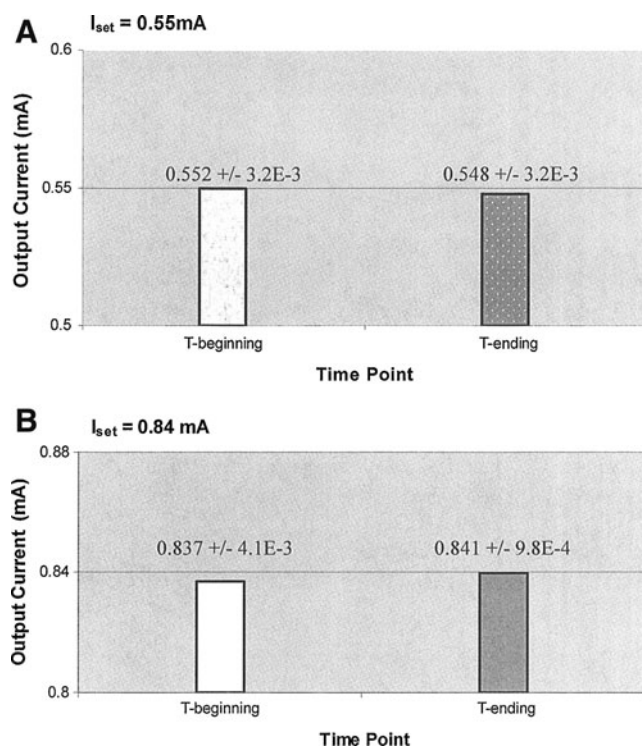 A
I_set = 0.55mA
Output Current (mA)
0.6
0.55
0.5
0.552 +/- 3.2E-3
0.548 +/- 3.2E-3
T-beginning
T-ending
Time Point
B
I_set = 0.84 mA
Output Current (mA)
0.88
0.84
0.8
0.837 +/- 4.1E-3
0.841 +/- 9.8E-4
T-beginning
T-ending
Time Point